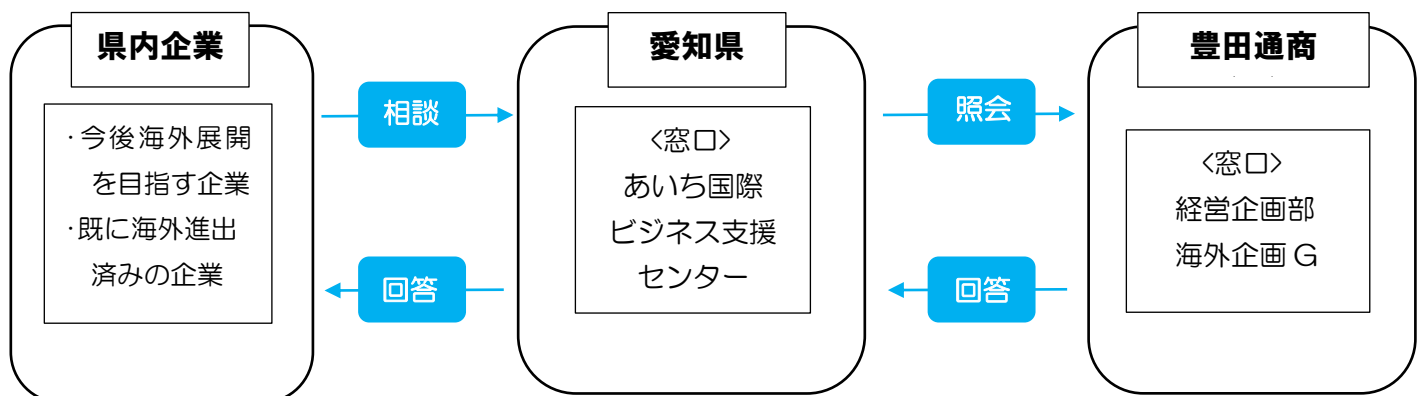 県内企業
・今後海外展開
を目指す企業
・既に海外進出
済みの企業
相談
回答
愛知県
<窓口>
あいち国際
ビジネス支援
センター
照会
回答
豊田通商
<窓口>
経営企画部
海外企画 G